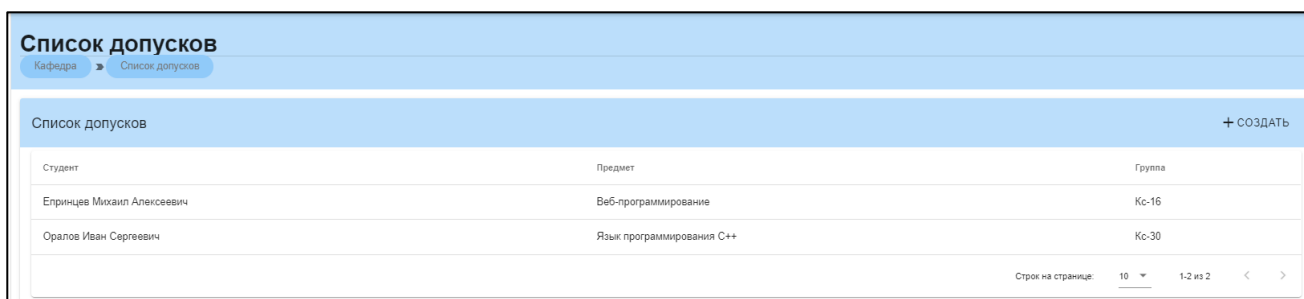 Список допусков
Кафедра Список допусков
Список допусков + СОЗДАТЬ
Студент Предмет Группа
Епринцев Михаил Алексеевич Веб-программирование Кс-16
Оралов Иван Сергеевич Язык программирования C++ Кс-30
Строк на странице: 10 1-2 из 2